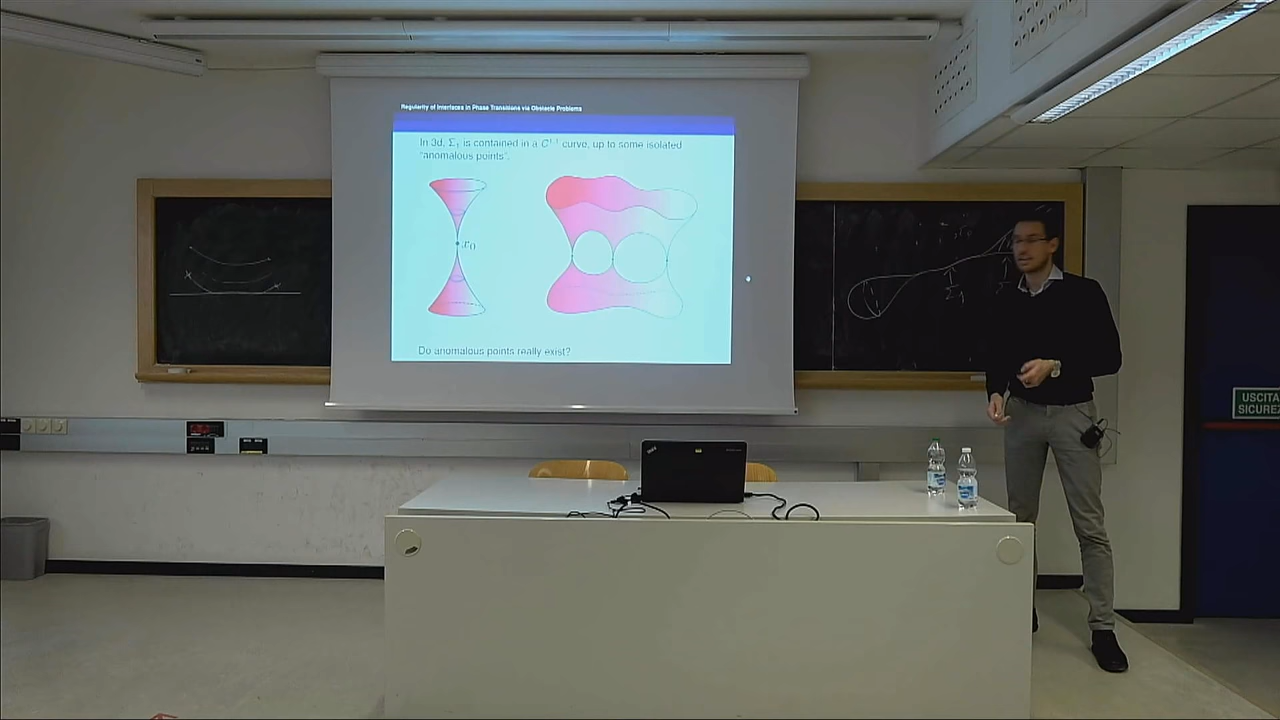 Regularity of Interfaces in Phase Transitions via Obstacle Problems
In 3d, Σ₁ is contained in a C¹·¹ curve, up to some isolated
"anomalous points".
x₀
Do anomalous points really exist?
Σ₁
USCITA
SICUREZ